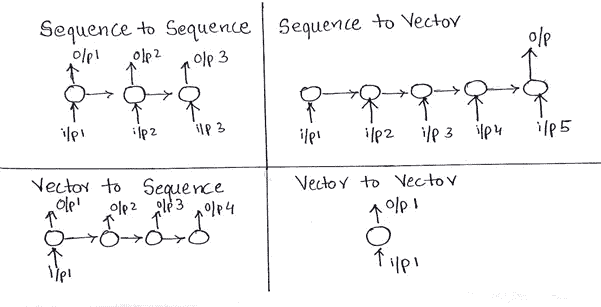 Sequence to Sequence
o/p1 o/p2 o/p3
i/p1 i/p2 i/p3
Sequence to Vector
o/p
i/p1 i/p2 i/p3 i/p4 i/p5
Vector to Sequence
o/p1 o/p2 o/p3 o/p4
i/p1
Vector to Vector
o/p1
i/p1